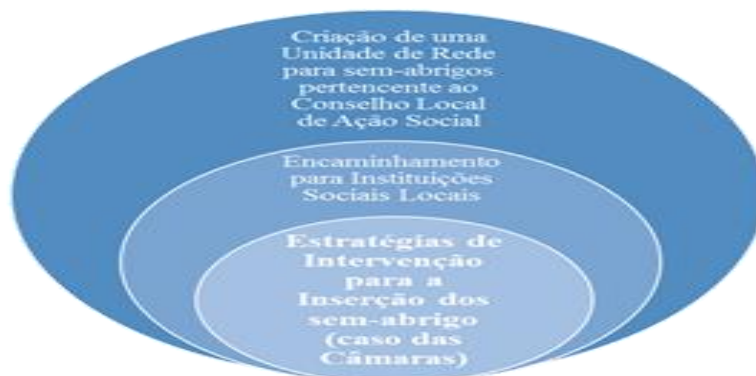 Criação de uma
Unidade de Rede
para sem-abrigos
pertencente ao
Conselho Local
de Ação Social
Encaminhamento
para Instituições
Sociais Locais
Estratégias de
Intervenção
para a
Inserção dos
sem-abrigo
(caso das
Câmaras)